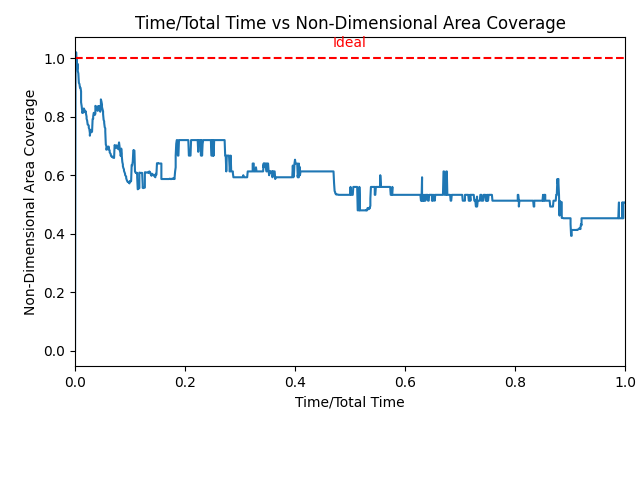 Time/Total Time vs Non-Dimensional Area Coverage
Ideal
1.0
0.8
0.6
0.4
0.2
0.0
Non-Dimensional Area Coverage
0.0 0.2 0.4 0.6 0.8 1.0
Time/Total Time